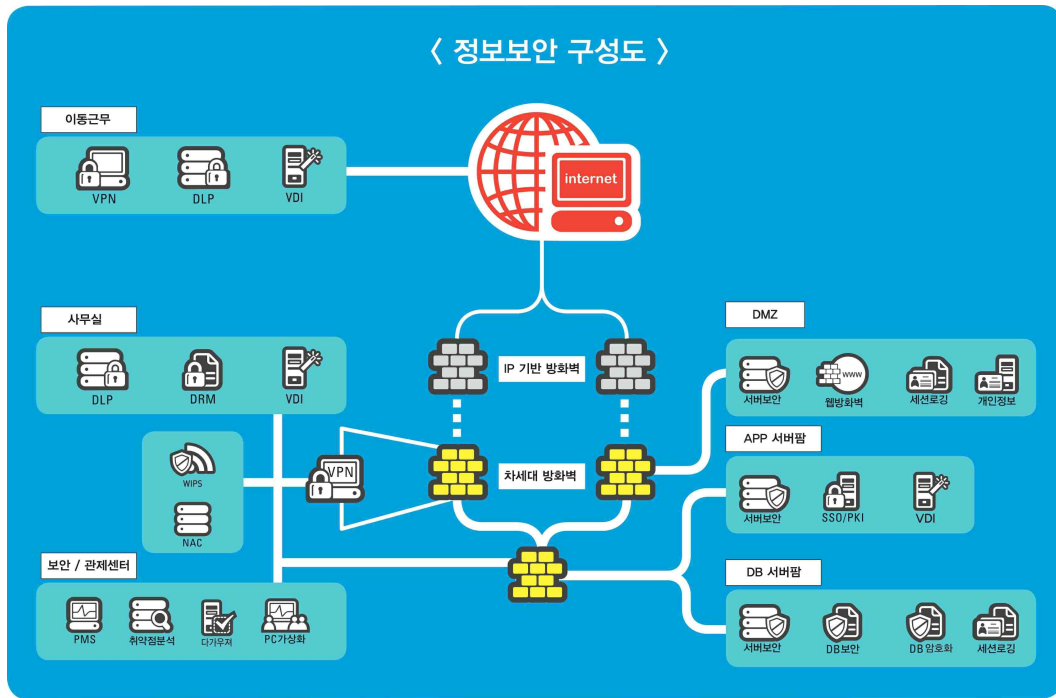 〈 정보보안 구성도 〉
이동근무
VPN
DLP
VDI
internet
사무실
DLP
DRM
VDI
IP 기반 방화벽
DMZ
서버보안
웹방화벽
www
세션로깅
개인정보
WIPS
NAC
VPN
차세대 방화벽
APP 서버팜
서버보안
SSO/PKI
VDI
보안 / 관제센터
PMS
취약점분석
다가우져
PC가상화
DB 서버팜
서버보안
DB보안
DB 암호화
세션로깅